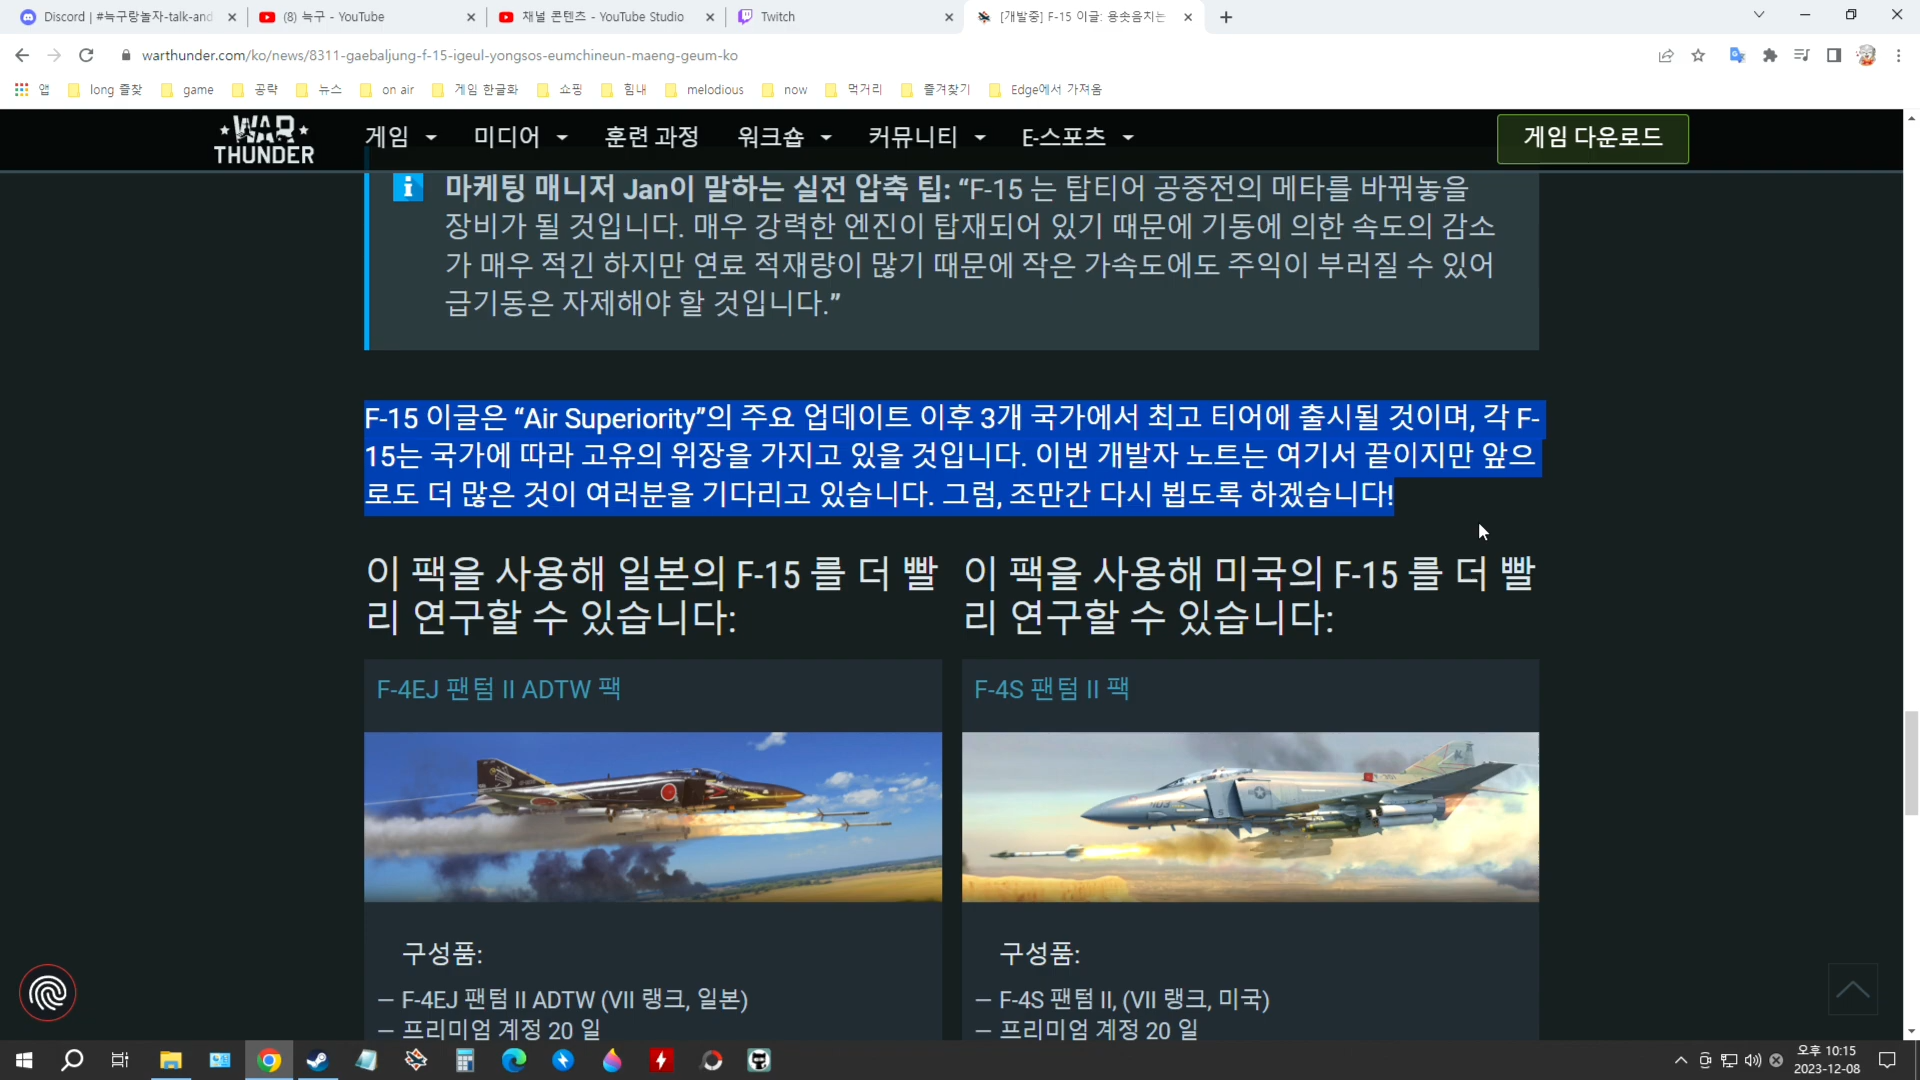 Discord | #늑구랑놀자-talk-and
(8) 늑구 - YouTube
채널 콘텐츠 - YouTube Studio
Twitch
[개발중] F-15 이글: 용솟음치는
warthunder.com/ko/news/8311-gaebaljung-f-15-igeul-yongsos-eumchineun-maeng-geum-ko
앱
long 즐찾
game
공략
뉴스
on air
게임 한글화
쇼핑
힘내
melodious
now
먹거리
즐겨찾기
Edge에서 가져옴
WAR
THUNDER
게임
미디어
훈련 과정
워크숍
커뮤니티
E-스포츠
게임 다운로드
마케팅 매니저 Jan이 말하는 실전 압축 팁: “F-15 는 탑티어 공중전의 메타를 바꿔놓을
장비가 될 것입니다. 매우 강력한 엔진이 탑재되어 있기 때문에 기동에 의한 속도의 감소
가 매우 적긴 하지만 연료 적재량이 많기 때문에 작은 가속도에도 주익이 부러질 수 있어
급기동은 자제해야 할 것입니다.”
F-15 이글은 “Air Superiority”의 주요 업데이트 이후 3개 국가에서 최고 티어에 출시될 것이며, 각 F-
15는 국가에 따라 고유의 위장을 가지고 있을 것입니다. 이번 개발자 노트는 여기서 끝이지만 앞으
로도 더 많은 것이 여러분을 기다리고 있습니다. 그럼, 조만간 다시 뵙도록 하겠습니다!
이 팩을 사용해 일본의 F-15 를 더 빨
리 연구할 수 있습니다:
이 팩을 사용해 미국의 F-15 를 더 빨
리 연구할 수 있습니다:
F-4EJ 팬텀 II ADTW 팩
F-4S 팬텀 II 팩
구성품:
— F-4EJ 팬텀 II ADTW (VII 랭크, 일본)
— 프리미엄 계정 20 일
구성품:
— F-4S 팬텀 II, (VII 랭크, 미국)
— 프리미엄 계정 20 일
오후 10:15
2023-12-08